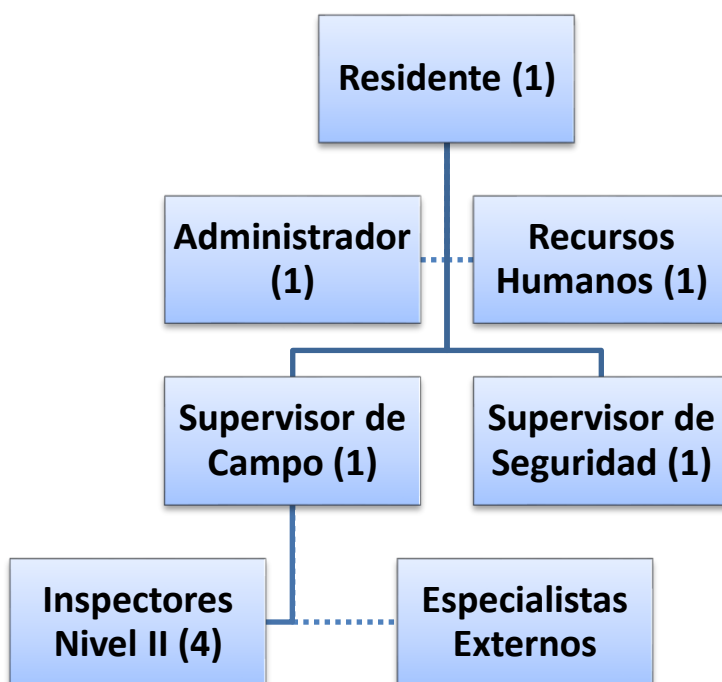 Residente (1)
Administrador
(1)
Recursos
Humanos (1)
Supervisor de
Campo (1)
Supervisor de
Seguridad (1)
Inspectores
Nivel II (4)
Especialistas
Externos